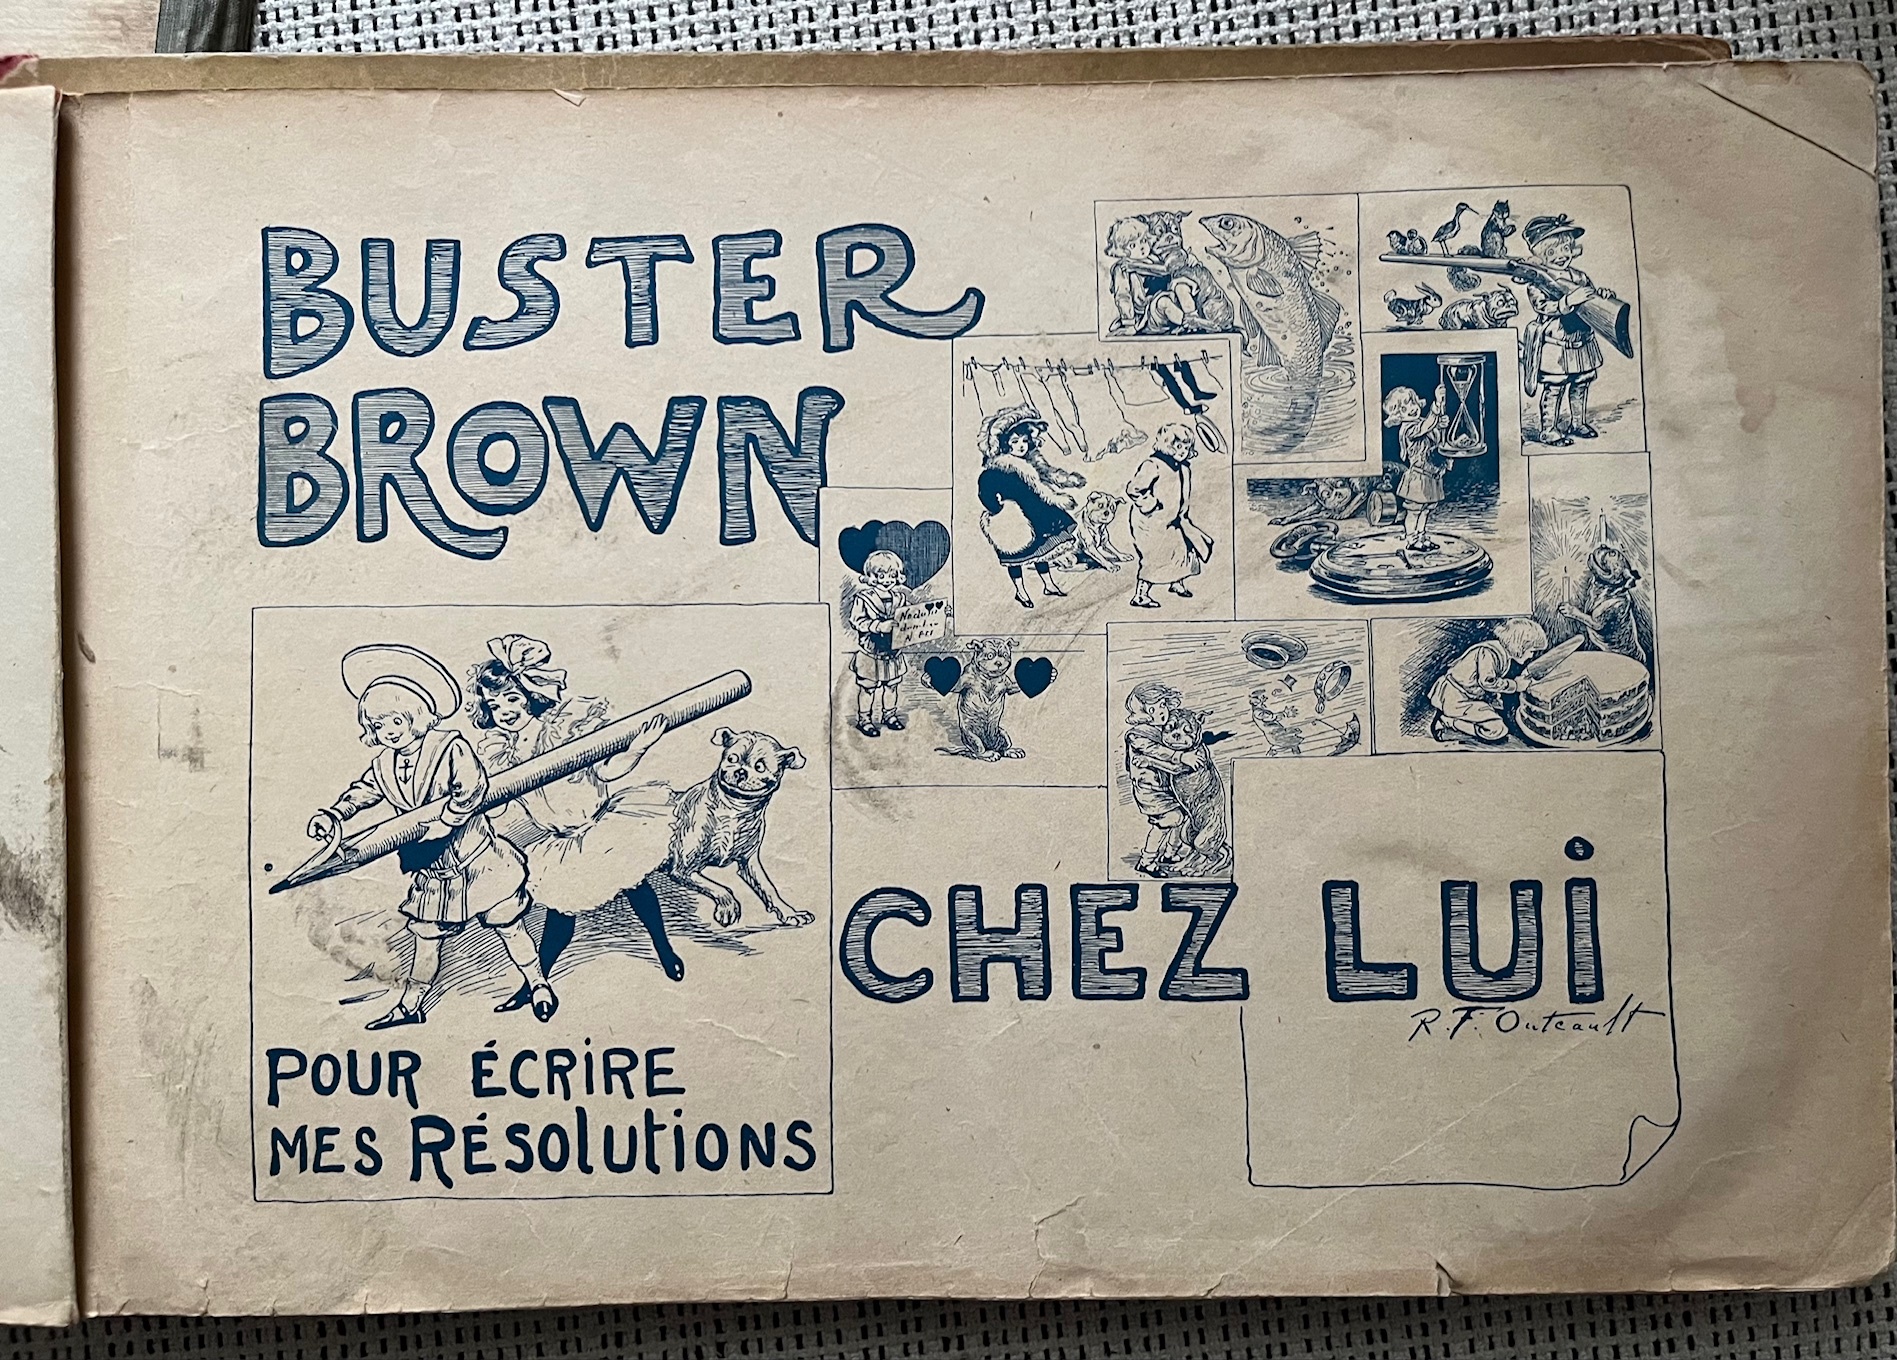 BUSTER
BROWN
CHEZ LUi
R. F. Outcault
POUR ÉCRiRE
MES RÉSOlUtiONS